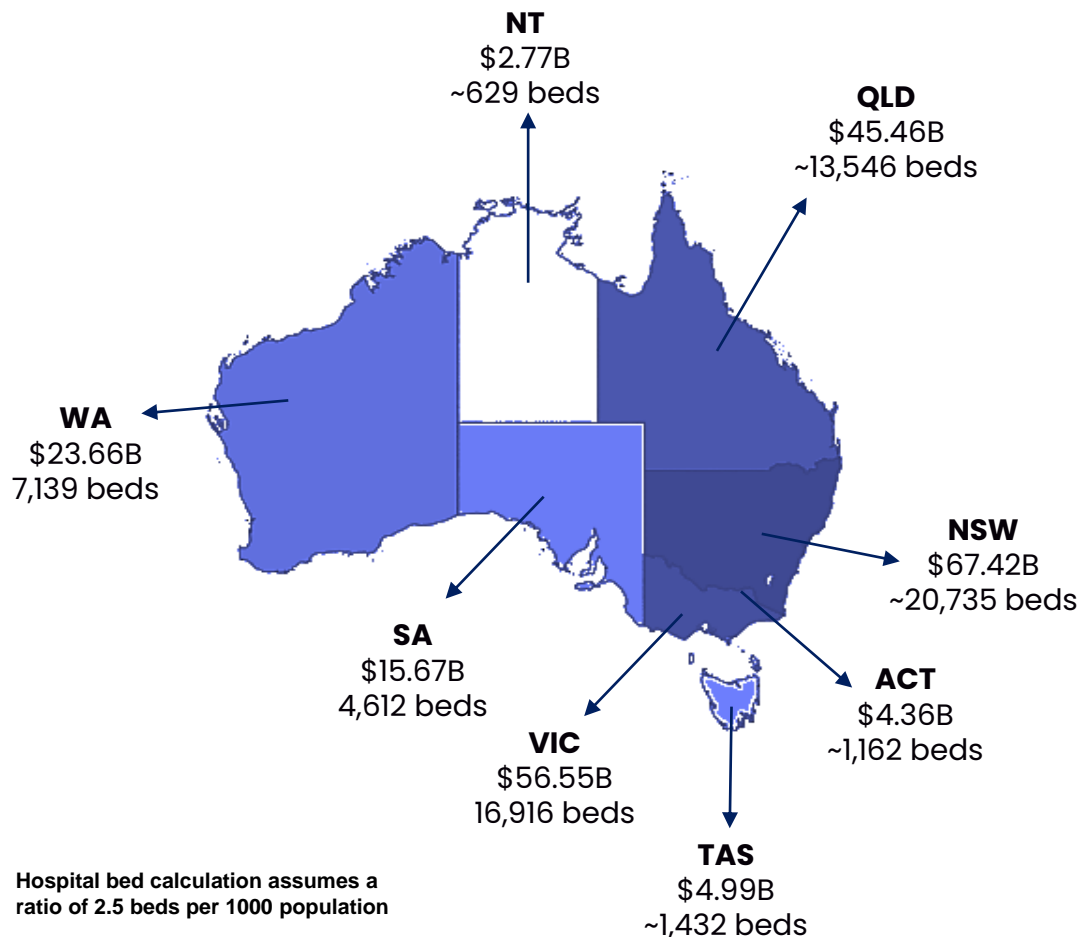 NT
$2.77B
~629 beds
QLD
$45.46B
~13,546 beds
WA
$23.66B
7,139 beds
NSW
$67.42B
~20,735 beds
SA
$15.67B
4,612 beds
ACT
$4.36B
~1,162 beds
VIC
$56.55B
16,916 beds
TAS
$4.99B
~1,432 beds
Hospital bed calculation assumes a
ratio of 2.5 beds per 1000 population